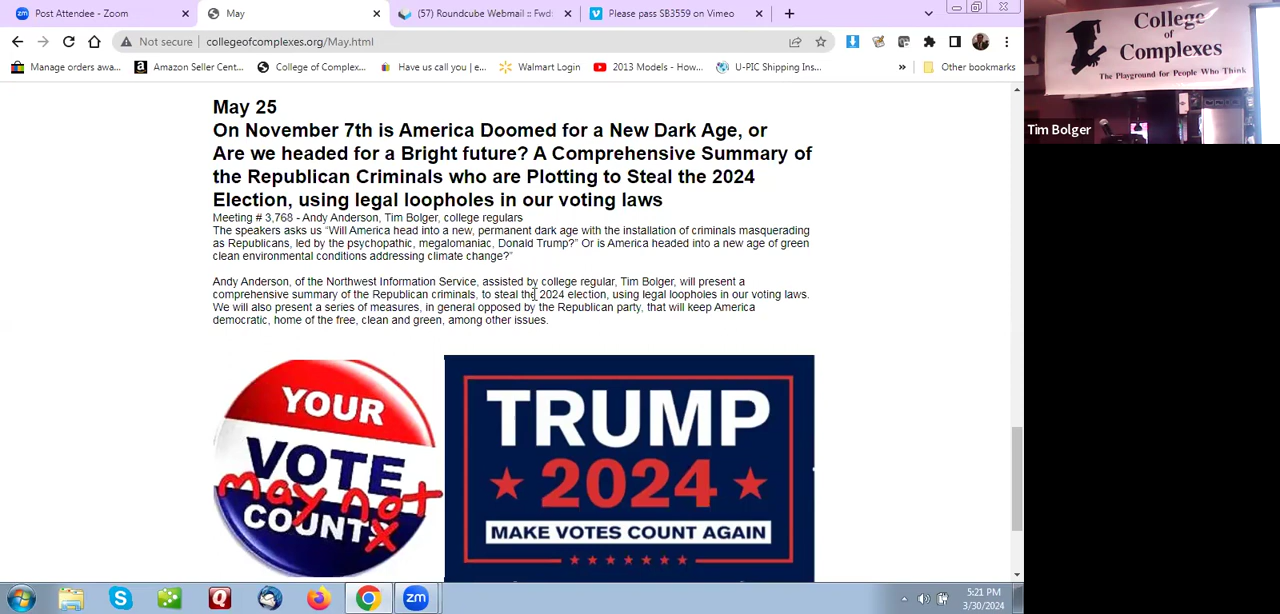 Post Attendee - Zoom
May
(57) Roundcube Webmail :: Fwd:
Please pass SB3559 on Vimeo
Not secure
collegeofcomplexes.org/May.html
Manage orders awa...
Amazon Seller Cent...
College of Complex...
Have us call you | e...
Walmart Login
2013 Models - How...
U-PIC Shipping Ins...
»
Other bookmarks
May 25
On November 7th is America Doomed for a New Dark Age, or
Are we headed for a Bright future? A Comprehensive Summary of
the Republican Criminals who are Plotting to Steal the 2024
Election, using legal loopholes in our voting laws
Meeting # 3,768 - Andy Anderson, Tim Bolger, college regulars
The speakers asks us “Will America head into a new, permanent dark age with the installation of criminals masquerading
as Republicans, led by the psychopathic, megalomaniac, Donald Trump?” Or is America headed into a new age of green
clean environmental conditions addressing climate change?”
Andy Anderson, of the Northwest Information Service, assisted by college regular, Tim Bolger, will present a
comprehensive summary of the Republican criminals, to steal the 2024 election, using legal loopholes in our voting laws.
We will also present a series of measures, in general opposed by the Republican party, that will keep America
democratic, home of the free, clean and green, among other issues.
YOUR
VOTE
may not
COUNTS
x
TRUMP
2024
MAKE VOTES COUNT AGAIN
5:21 PM
3/30/2024
zm
College
of
Complexes
The Playground for People Who Think
Tim Bolger